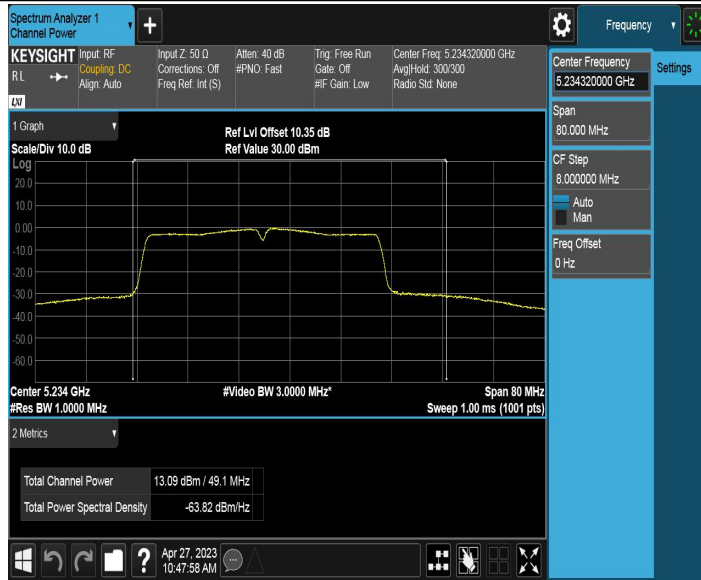 Spectrum Analyzer 1
Channel Power
+
Frequency
KEYSIGHT
RL
LXI
Input: RF
Coupling: DC
Align: Auto
Input Z: 50 Ω
Corrections: Off
Freq Ref: Int (S)
Atten: 40 dB
#PNO: Fast
Trig: Free Run
Gate: Off
#IF Gain: Low
Center Freq: 5.234320000 GHz
Avg|Hold: 300/300
Radio Std: None
Center Frequency
5.234320000 GHz
Settings
Span
80.000 MHz
CF Step
8.000000 MHz
Auto
Man
Freq Offset
0 Hz
1 Graph
Scale/Div 10.0 dB
Ref Lvl Offset 10.35 dB
Ref Value 30.00 dBm
Log
20.0
10.0
0.00
-10.0
-20.0
-30.0
-40.0
-50.0
-60.0
Center 5.234 GHz
#Video BW 3.0000 MHz*
Span 80 MHz
#Res BW 1.0000 MHz
Sweep 1.00 ms (1001 pts)
2 Metrics
Total Channel Power 13.09 dBm / 49.1 MHz
Total Power Spectral Density -63.82 dBm/Hz
?
Apr 27, 2023
10:47:58 AM